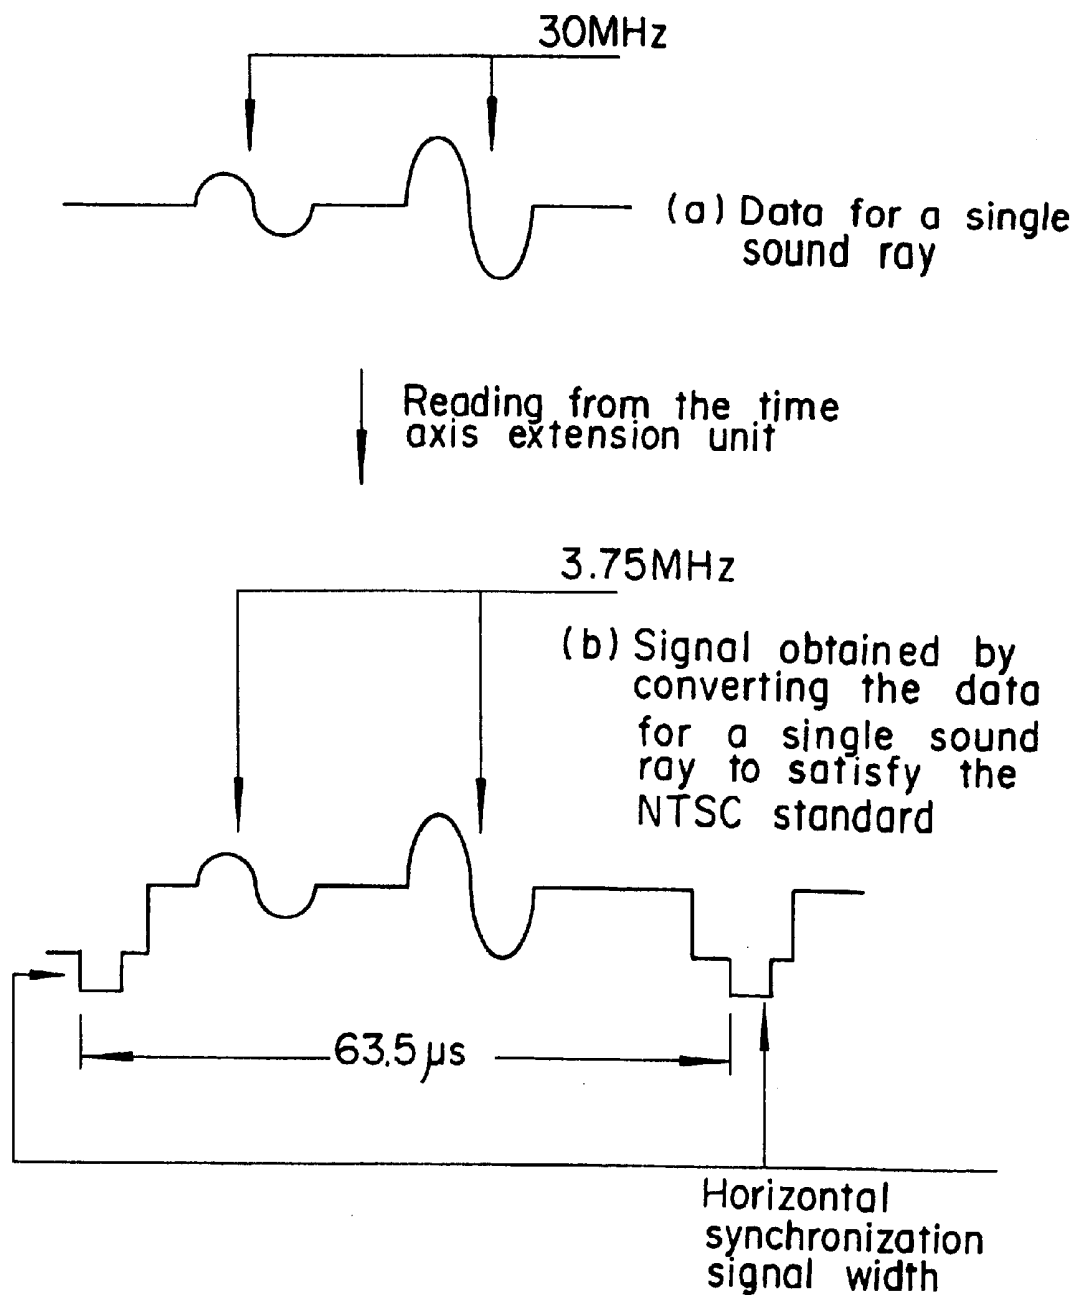 30MHz
(a) Data for a single
sound ray
Reading from the time
axis extension unit
3.75MHz
(b) Signal obtained by
converting the data
for a single sound
ray to satisfy the
NTSC standard
63.5µs
Horizontal
synchronization
signal width